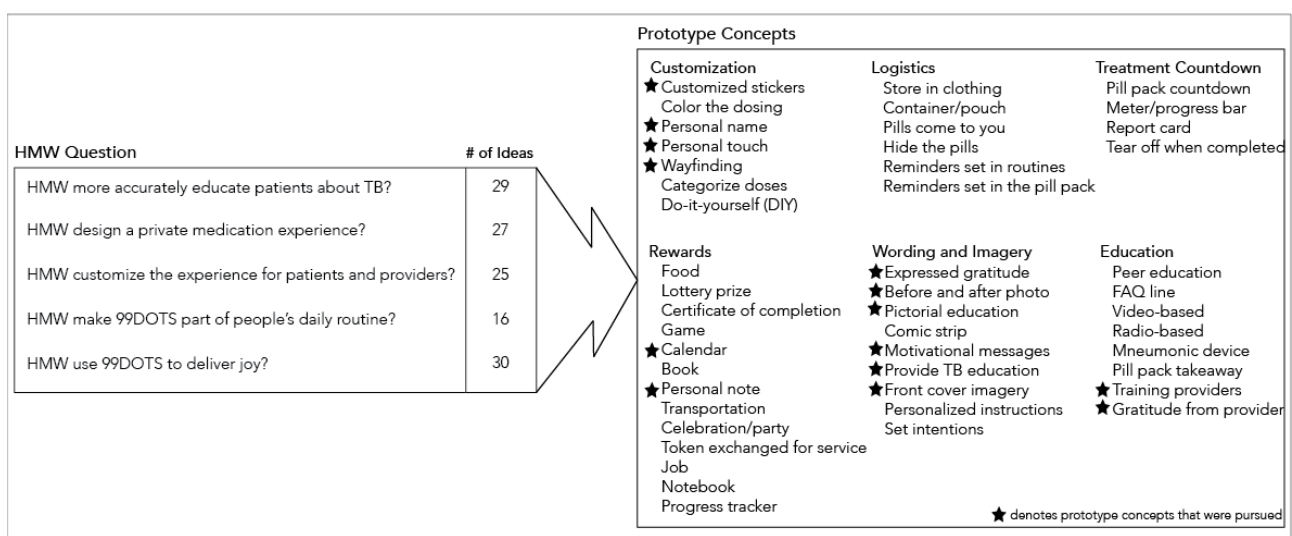 Prototype Concepts
HMW Question
# of Ideas
HMW more accurately educate patients about TB?
29
HMW design a private medication experience?
27
HMW customize the experience for patients and providers?
25
HMW make 99DOTS part of people's daily routine?
16
HMW use 99DOTS to deliver joy?
30
Customization
★Customized stickers
Color the dosing
★Personal name
★Personal touch
★Wayfinding
Categorize doses
Do-it-yourself (DIY)
Logistics
Store in clothing
Container/pouch
Pills come to you
Hide the pills
Reminders set in routines
Reminders set in the pill pack
Treatment Countdown
Pill pack countdown
Meter/progress bar
Report card
Tear off when completed
Rewards
Food
Lottery prize
Certificate of completion
Game
★Calendar
Book
★Personal note
Transportation
Celebration/party
Token exchanged for service
Job
Notebook
Progress tracker
Wording and Imagery
★Expressed gratitude
★Before and after photo
★Pictorial education
Comic strip
★Motivational messages
★Provide TB education
★Front cover imagery
Personalized instructions
Set intentions
Education
Peer education
FAQ line
Video-based
Radio-based
Mneumonic device
Pill pack takeaway
★Training providers
★Gratitude from provider
★ denotes prototype concepts that were pursued